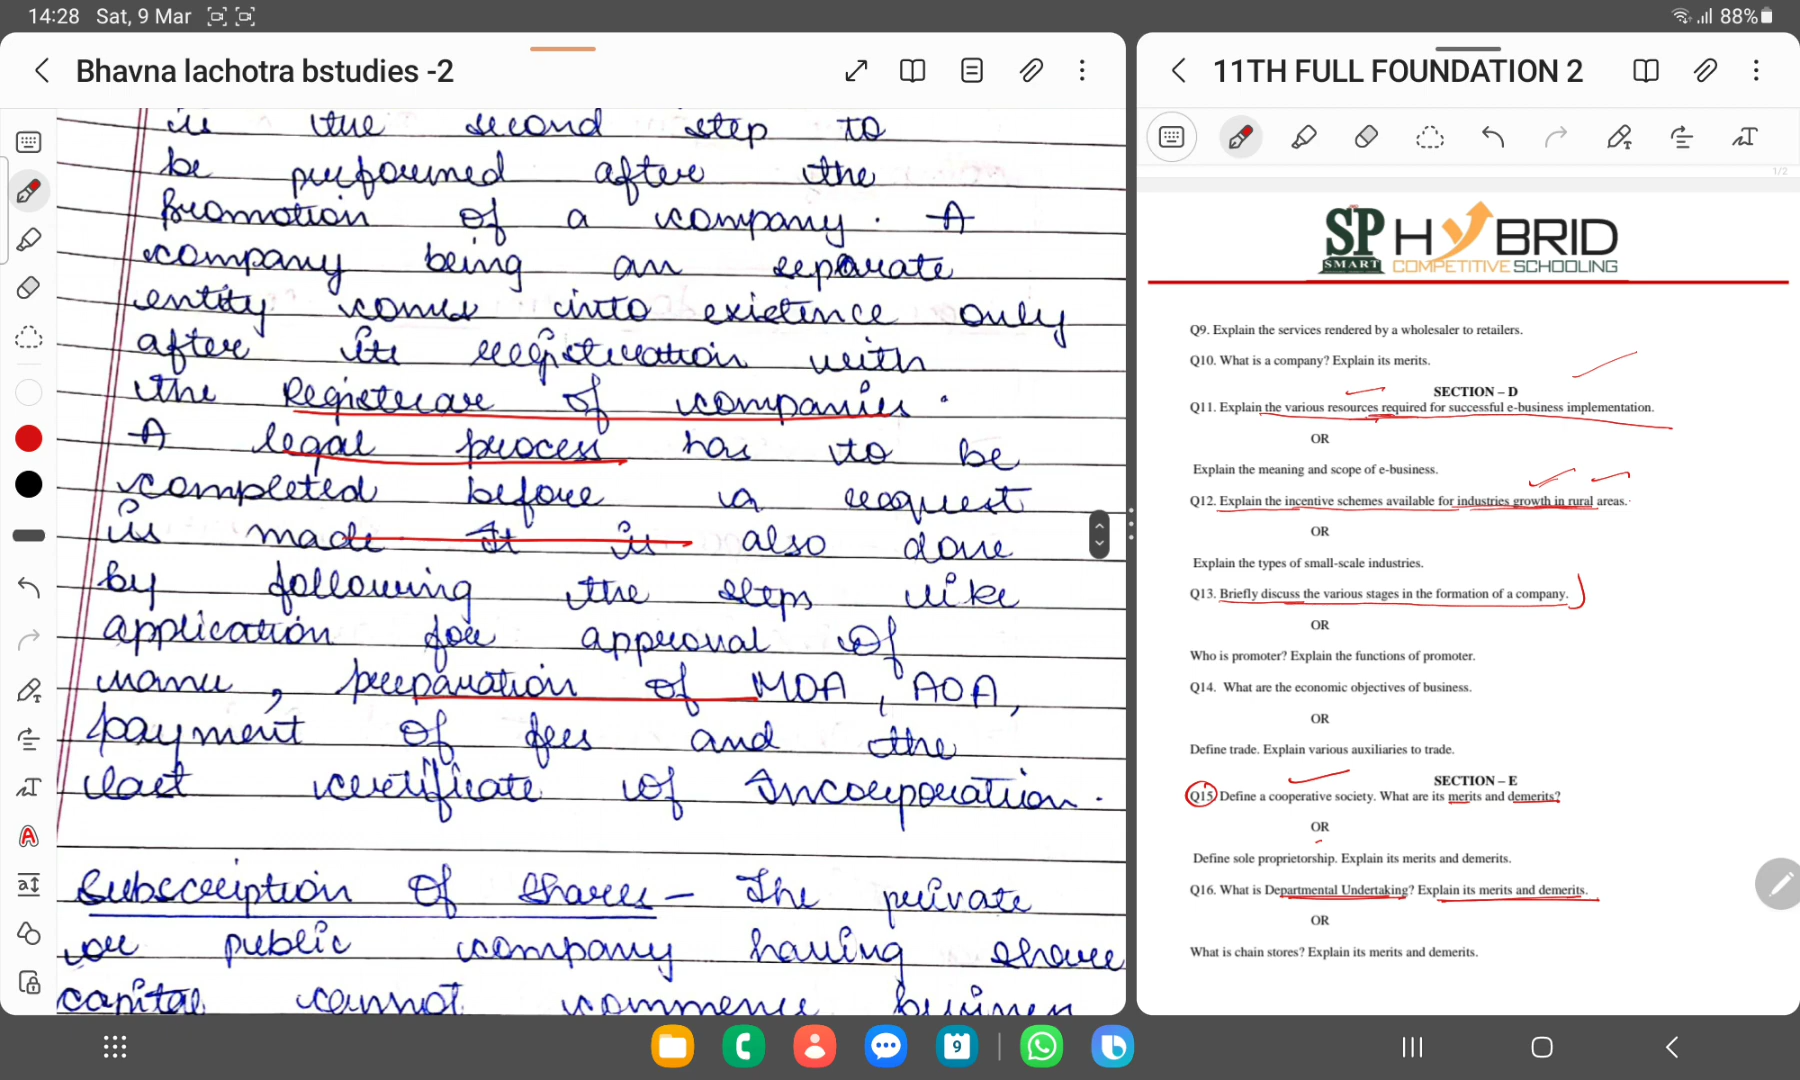 14:28 Sat, 9 Mar
88%
Bhavna lachotra bstudies -2
is the second step to
be performed after the
promotion of a company. A
company being an separate
entity comes into existence only
after its registration with
the Registrar of companies.
A legal process has to be
completed before a request
is made It is also done
by following the steps like
application for approval of
name, preparation of MOA, AOA,
payment of fees and the
last certificate of Incorporation.
Subscription of Shares - The private
or public company having share
capital cannot commence business
11TH FULL FOUNDATION 2
1/2
SP HYBRID
SMART COMPETITIVE SCHOOLING
Q9. Explain the services rendered by a wholesaler to retailers.
Q10. What is a company? Explain its merits.
SECTION – D
Q11. Explain the various resources required for successful e-business implementation.
OR
Explain the meaning and scope of e-business.
Q12. Explain the incentive schemes available for industries growth in rural areas.
OR
Explain the types of small-scale industries.
Q13. Briefly discuss the various stages in the formation of a company.
OR
Who is promoter? Explain the functions of promoter.
Q14. What are the economic objectives of business.
OR
Define trade. Explain various auxiliaries to trade.
SECTION – E
Q15. Define a cooperative society. What are its merits and demerits?
OR
Define sole proprietorship. Explain its merits and demerits.
Q16. What is Departmental Undertaking? Explain its merits and demerits.
OR
What is chain stores? Explain its merits and demerits.
9